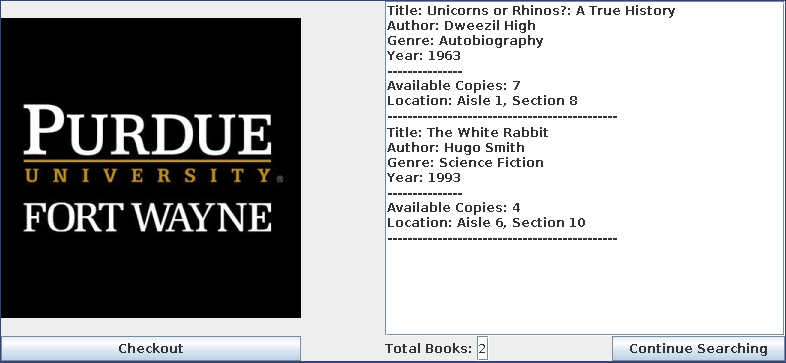 PURDUE
UNIVERSITY®
FORT WAYNE
Title: Unicorns or Rhinos?: A True History
Author: Dweezil High
Genre: Autobiography
Year: 1963
---------------
Available Copies: 7
Location: Aisle 1, Section 8
----------------------------------------------
Title: The White Rabbit
Author: Hugo Smith
Genre: Science Fiction
Year: 1993
---------------
Available Copies: 4
Location: Aisle 6, Section 10
----------------------------------------------
Checkout
Total Books: 2
Continue Searching